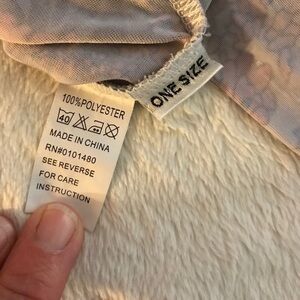 100%POLYESTER
40
MADE IN CHINA
RN#0101480
SEE REVERSE
FOR CARE
INSTRUCTION
ONE SIZE